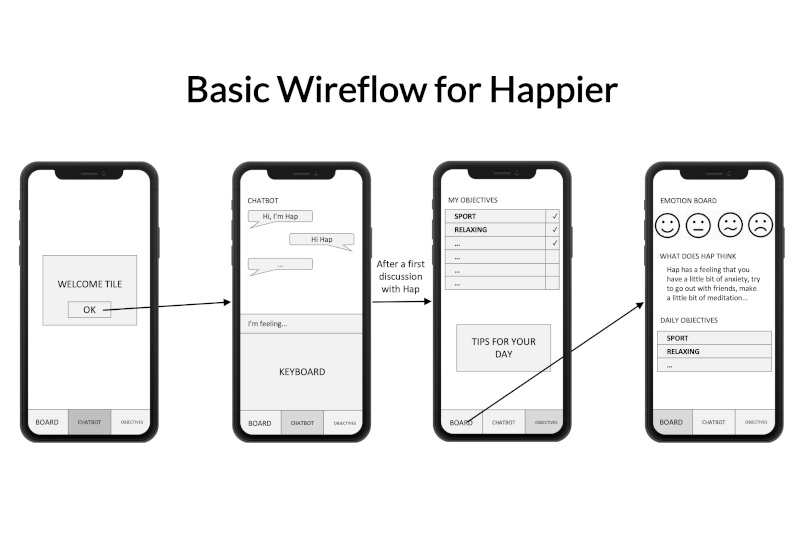 Basic Wireflow for Happier
WELCOME TILE
OK
BOARD
CHATBOT
OBJECTIVES
CHATBOT
Hi, I'm Hap
Hi Hap
...
I'm feeling...
KEYBOARD
BOARD
CHATBOT
OBJECTIVES
After a first
discussion
with Hap
MY OBJECTIVES
SPORT ✓
RELAXING ✓
... ✓
...
...
...
TIPS FOR YOUR
DAY
BOARD
CHATBOT
OBJECTIVES
EMOTION BOARD
WHAT DOES HAP THINK
Hap has a feeling that you
have a little bit of anxiety, try
to go out with friends, make
a little bit of meditation...
DAILY OBJECTIVES
SPORT
RELAXING
...
BOARD
CHATBOT
OBJECTIVES